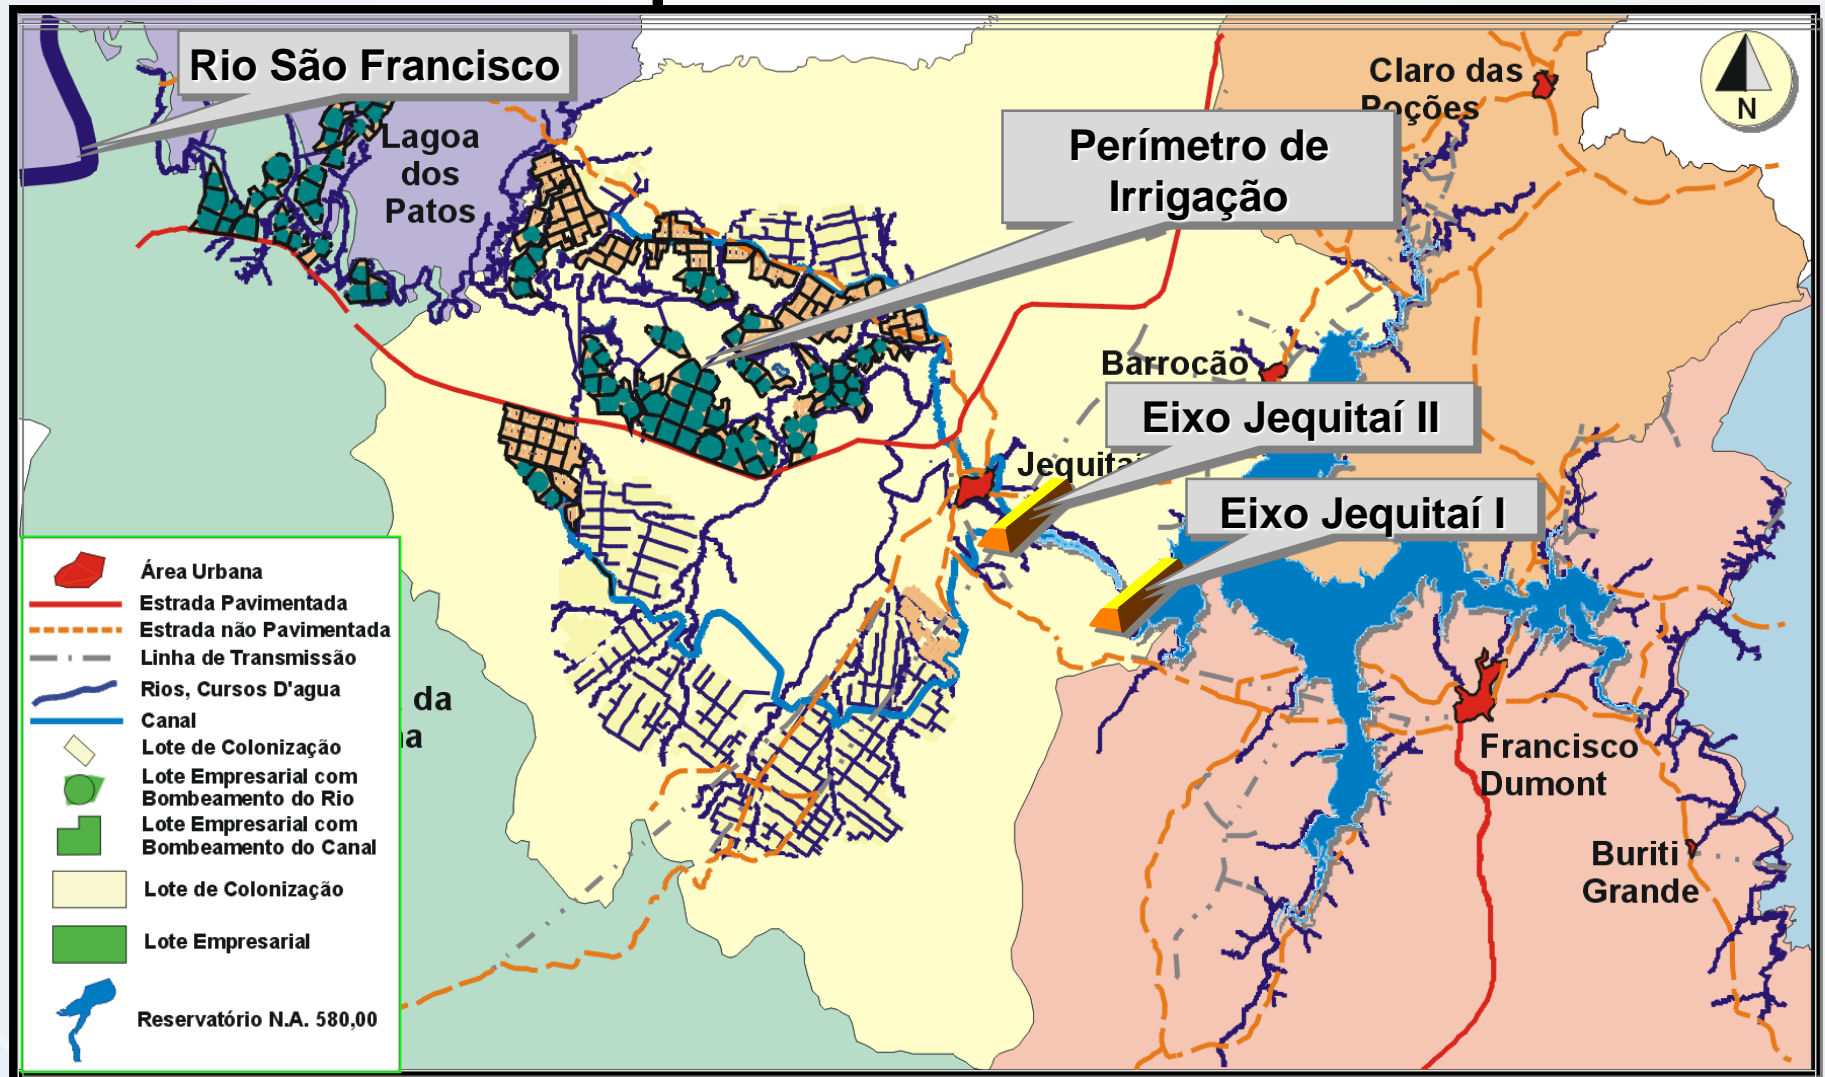 Rio São Francisco
Claro das
Poções
N
Lagoa
dos
Patos
Perímetro de
Irrigação
Barrocão
Eixo Jequitaí II
Jequitaí
Eixo Jequitaí I
Área Urbana
Estrada Pavimentada
Estrada não Pavimentada
Linha de Transmissão
Rios, Cursos D'agua
Canal
Lote de Colonização
Lote Empresarial com
Bombeamento do Rio
Lote Empresarial com
Bombeamento do Canal
Lote de Colonização
Lote Empresarial
Reservatório N.A. 580,00
da
Francisco
Dumont
Buriti
Grande